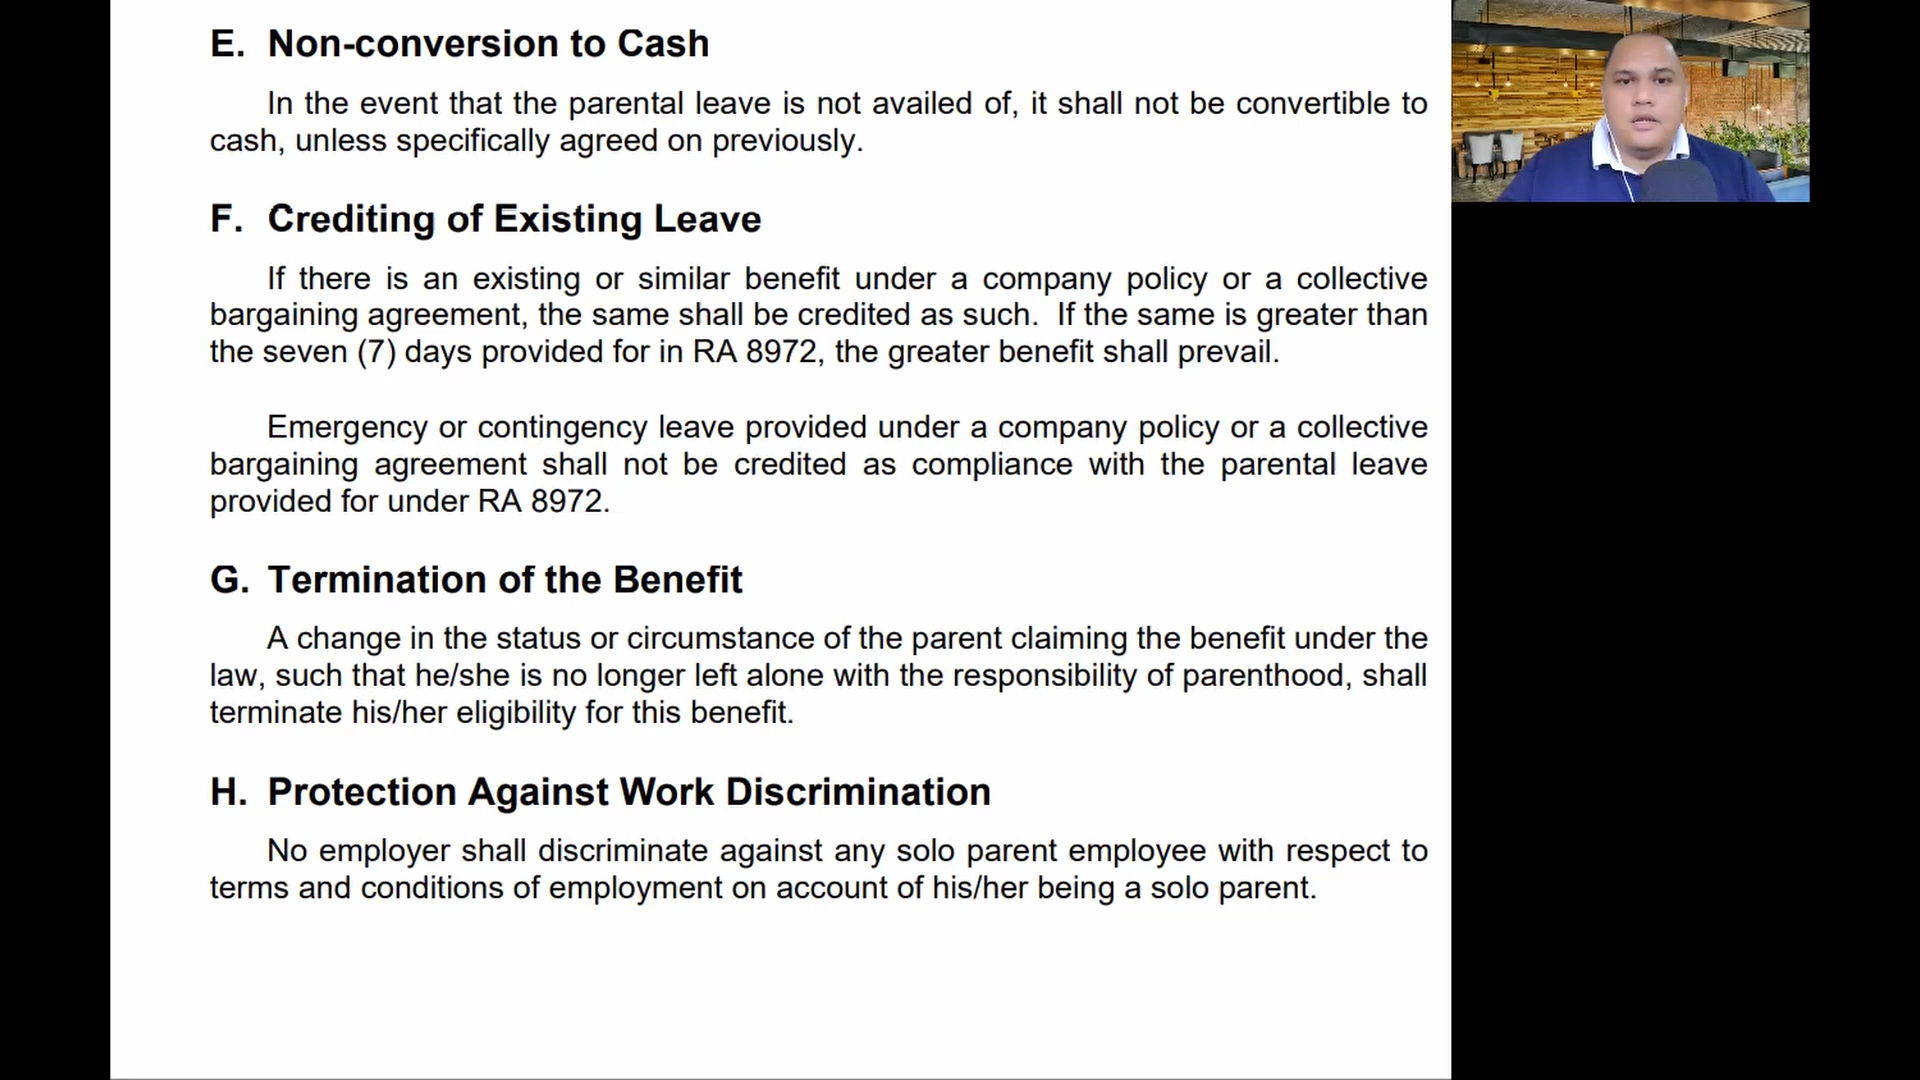 E. Non-conversion to Cash
In the event that the parental leave is not availed of, it shall not be convertible to
cash, unless specifically agreed on previously.
F. Crediting of Existing Leave
If there is an existing or similar benefit under a company policy or a collective
bargaining agreement, the same shall be credited as such. If the same is greater than
the seven (7) days provided for in RA 8972, the greater benefit shall prevail.
Emergency or contingency leave provided under a company policy or a collective
bargaining agreement shall not be credited as compliance with the parental leave
provided for under RA 8972.
G. Termination of the Benefit
A change in the status or circumstance of the parent claiming the benefit under the
law, such that he/she is no longer left alone with the responsibility of parenthood, shall
terminate his/her eligibility for this benefit.
H. Protection Against Work Discrimination
No employer shall discriminate against any solo parent employee with respect to
terms and conditions of employment on account of his/her being a solo parent.